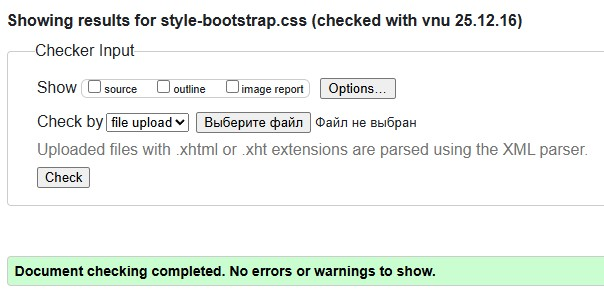 Showing results for style-bootstrap.css (checked with vnu 25.12.16)
Checker Input
Show source outline image report Options...
Check by file upload Выберите файл Файл не выбран
Uploaded files with .xhtml or .xht extensions are parsed using the XML parser.
Check
Document checking completed. No errors or warnings to show.